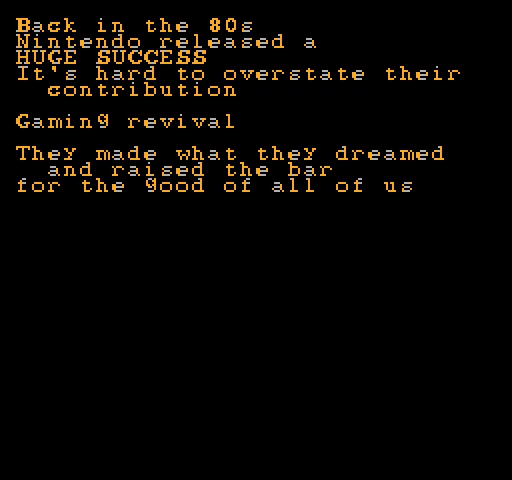 Back in the 80s
Nintendo released a
HUGE SUCCESS
It's hard to overstate their
contribution
Gaming revival
They made what they dreamed
and raised the bar
for the good of all of us